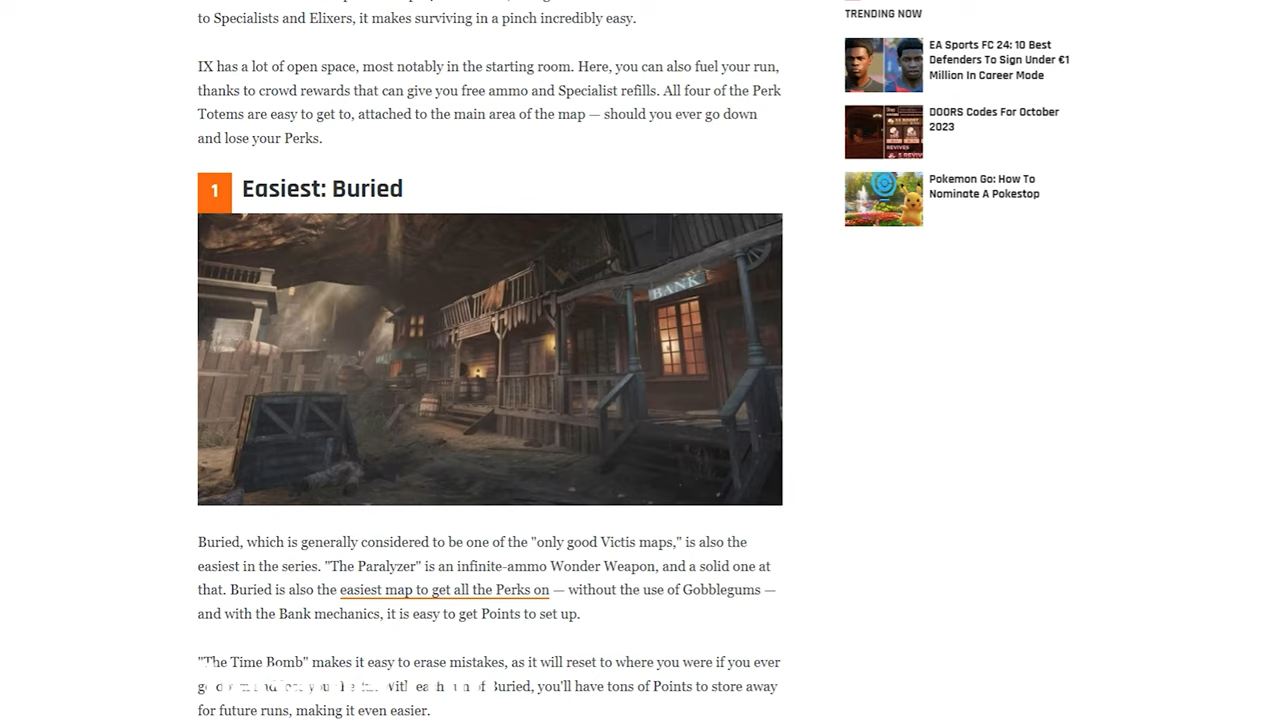 to Specialists and Elixers, it makes surviving in a pinch incredibly easy.
IX has a lot of open space, most notably in the starting room. Here, you can also fuel your run,
thanks to crowd rewards that can give you free ammo and Specialist refills. All four of the Perk
Totems are easy to get to, attached to the main area of the map — should you ever go down
and lose your Perks.
1 Easiest: Buried
BANK
Buried, which is generally considered to be one of the "only good Victis maps," is also the
easiest in the series. "The Paralyzer" is an infinite-ammo Wonder Weapon, and a solid one at
that. Buried is also the easiest map to get all the Perks on — without the use of Gobblegums —
and with the Bank mechanics, it is easy to get Points to set up.
"The Time Bomb" makes it easy to erase mistakes, as it will reset to where you were if you ever
With each run of Buried, you'll have tons of Points to store away
for future runs, making it even easier.
TRENDING NOW
EA Sports FC 24: 10 Best
Defenders To Sign Under €1
Million In Career Mode
DOORS Codes For October
2023
REVIVES
Pokemon Go: How To
Nominate A Pokestop